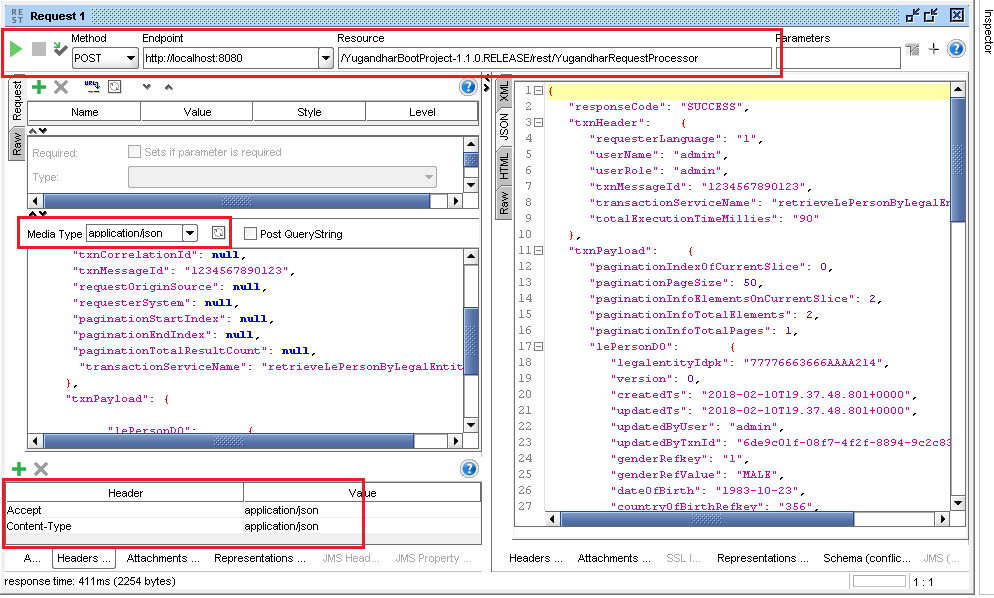 REST Request 1
Inspector
Method Endpoint Resource Parameters
POST http://localhost:8080 /YugandharBootProject-1.1.0.RELEASE/rest/YugandharRequestProcessor
Request
Raw
Name Value Style Level
Required: Sets if parameter is required
Type:
Media Type application/json Post QueryString
"txnCorrelationId": null,
"txnMessageId": "1234567890123",
"requestOriginSource": null,
"requesterSystem": null,
"paginationStartIndex": null,
"paginationEndIndex": null,
"paginationTotalResultCount": null,
"transactionServiceName": "retrieveLePersonByLegalEntit
},
"txnPayload": {
"lePersonDO": {
Header Value
Accept application/json
Content-Type application/json
A... Headers ... Attachments ... Representations ... JMS Head... JMS Property ...
XML
JSON
HTML
Raw
1 {
2 "responseCode": "SUCCESS",
3 "txnHeader": {
4 "requesterLanguage": "1",
5 "userName": "admin",
6 "userRole": "admin",
7 "txnMessageId": "1234567890123",
8 "transactionServiceName": "retrieveLePersonByLegalEn
9 "totalExecutionTimeMillies": "90"
10 },
11 "txnPayload": {
12 "paginationIndexOfCurrentSlice": 0,
13 "paginationPageSize": 50,
14 "paginationInfoElementsOnCurrentSlice": 2,
15 "paginationInfoTotalElements": 2,
16 "paginationInfoTotalPages": 1,
17 "lePersonDO": {
18 "legalentityIdpk": "77776663666AAAA214",
19 "version": 0,
20 "createdTs": "2018-02-10T19.37.48.801+0000",
21 "updatedTs": "2018-02-10T19.37.48.801+0000",
22 "updatedByUser": "admin",
23 "updatedByTxnId": "6de9c01f-08f7-4f2f-8894-9c2c83
24 "genderRefkey": "1",
25 "genderRefValue": "MALE",
26 "dateOfBirth": "1983-10-23",
27 "countryOfBirthRefkey": "356",
Headers ... Attachments ... SSL I... Representations ... Schema (conflic... JMS (...
response time: 411ms (2254 bytes)
1 : 1